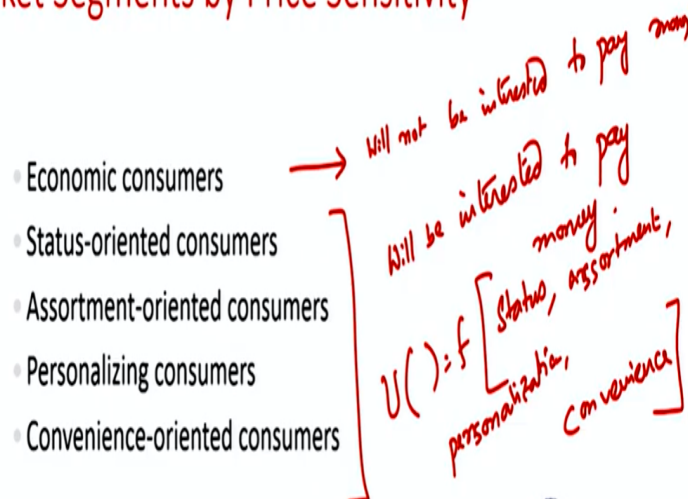 ket Segments by Price Sensitivity
Economic consumers
Status-oriented consumers
Assortment-oriented consumers
Personalizing consumers
Convenience-oriented consumers
Will not be interested to pay money
Will be interested to pay
money.
U( ) = f [ Status, assortment,
personalization,
Convenience ]